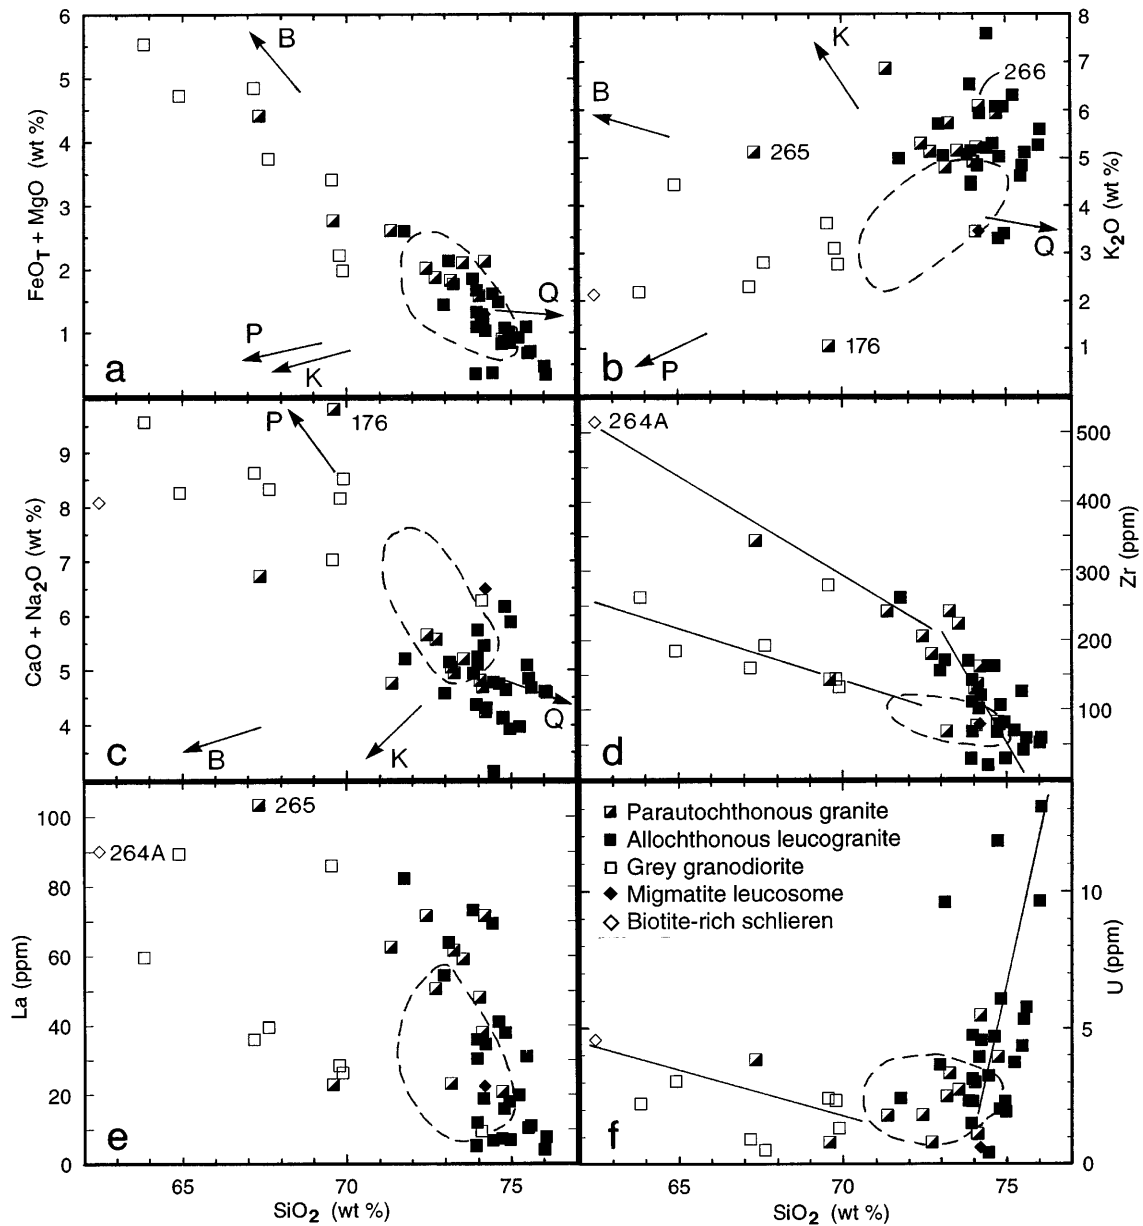 6
5
4
3
2
1
FeO_T + MgO (wt %)
B
P
K
Q
a
8
7
6
5
4
3
2
1
0
K₂O (wt %)
K
B
266
265
Q
P
176
b
9
8
7
6
5
4
CaO + Na₂O (wt %)
P
176
B
K
Q
c
500
400
300
200
100
Zr (ppm)
264A
d
100
80
60
40
20
0
La (ppm)
265
264A
e
65
70
75
SiO₂ (wt %)
Parautochthonous granite
Allochthonous leucogranite
Grey granodiorite
Migmatite leucosome
Biotite-rich schlieren
10
5
0
U (ppm)
f
65
70
75
SiO₂ (wt %)